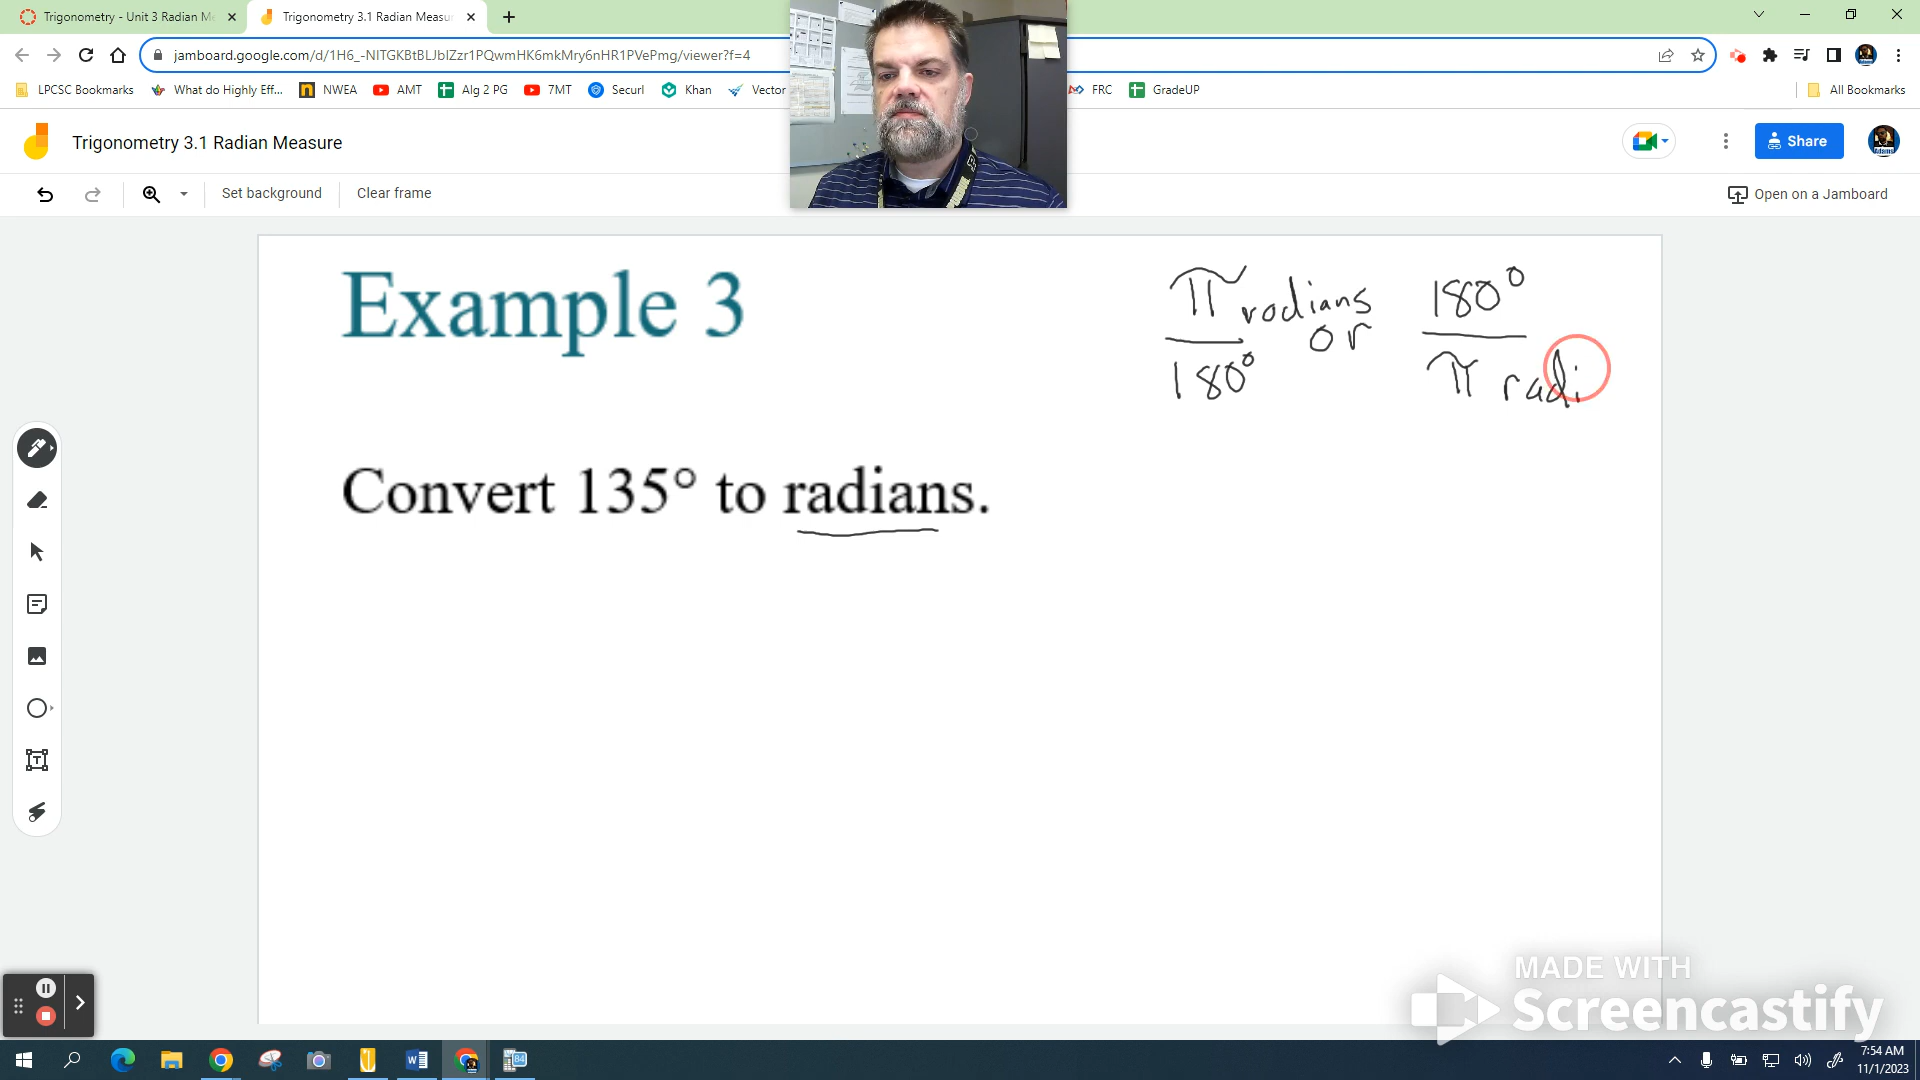 Trigonometry - Unit 3 Radian M
Trigonometry 3.1 Radian Measur
jamboard.google.com/d/1H6_-NITGKBtBLJbIZzr1PQwmHK6mkMry6nHR1PVePmg/viewer?f=4
LPCSC Bookmarks What do Highly Eff... NWEA AMT Alg 2 PG 7MT Securl Khan Vector FRC GradeUP All Bookmarks
Trigonometry 3.1 Radian Measure
Share
Set background Clear frame Open on a Jamboard
Example 3
π radians or 180°
180° π radi
Convert 135° to radians.
MADE WITH
Screencastify
7:54 AM
11/1/2023